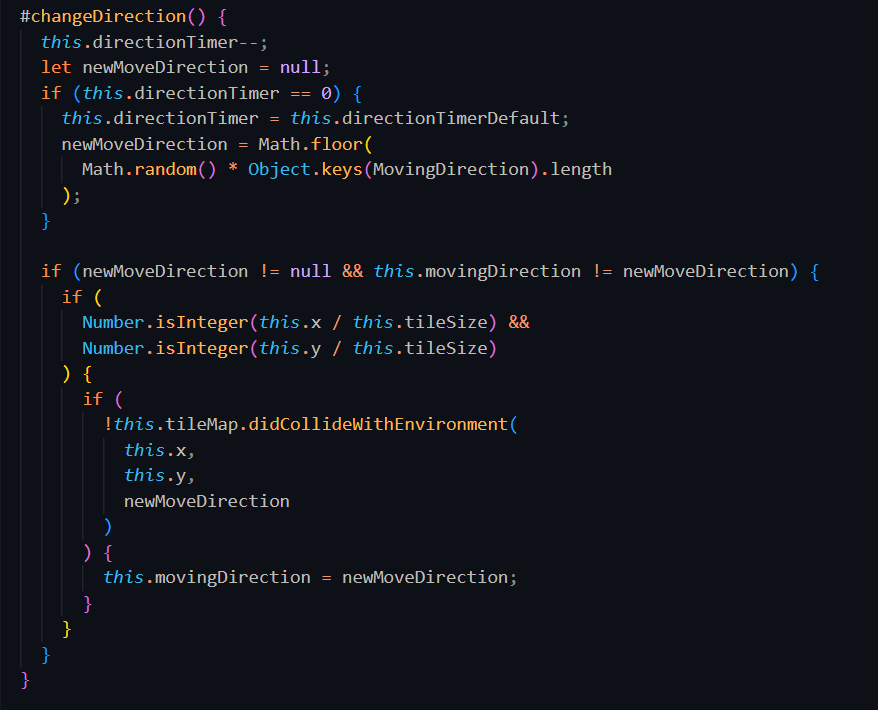 #changeDirection() {
  this.directionTimer--;
  let newMoveDirection = null;
  if (this.directionTimer == 0) {
    this.directionTimer = this.directionTimerDefault;
    newMoveDirection = Math.floor(
      Math.random() * Object.keys(MovingDirection).length
    );
  }

  if (newMoveDirection != null && this.movingDirection != newMoveDirection) {
    if (
      Number.isInteger(this.x / this.tileSize) &&
      Number.isInteger(this.y / this.tileSize)
    ) {
      if (
        !this.tileMap.didCollideWithEnvironment(
          this.x,
          this.y,
          newMoveDirection
        )
      ) {
        this.movingDirection = newMoveDirection;
      }
    }
  }
}